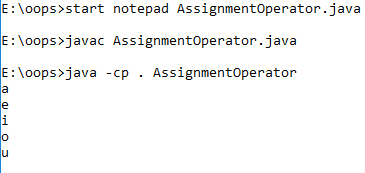 E:\oops>start notepad AssignmentOperator.java
E:\oops>javac AssignmentOperator.java
E:\oops>java -cp . AssignmentOperator
a
e
i
o
u